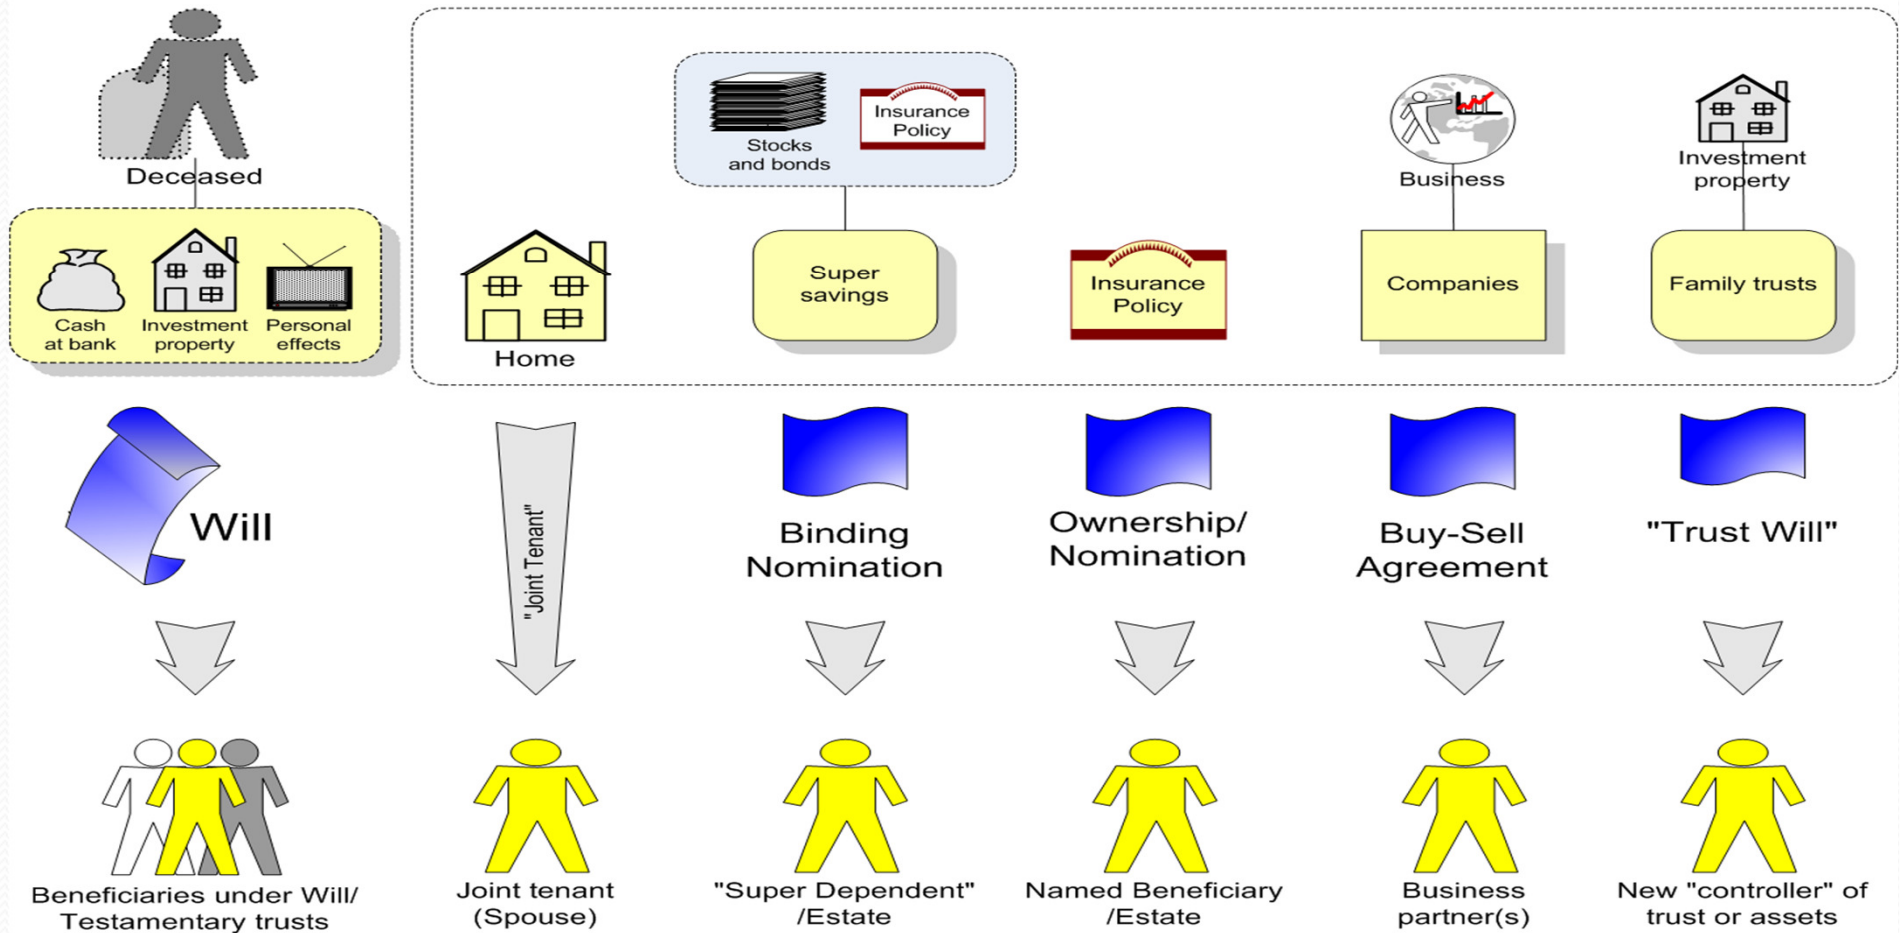 Deceased
Cash
at bank
Investment
property
Personal
effects
Home
Stocks
and bonds
Insurance
Policy
Super
savings
Insurance
Policy
Business
Companies
Investment
property
Family trusts
Will
"Joint Tenant"
Binding
Nomination
Ownership/
Nomination
Buy-Sell
Agreement
"Trust Will"
Beneficiaries under Will/
Testamentary trusts
Joint tenant
(Spouse)
"Super Dependent"
/Estate
Named Beneficiary
/Estate
Business
partner(s)
New "controller" of
trust or assets